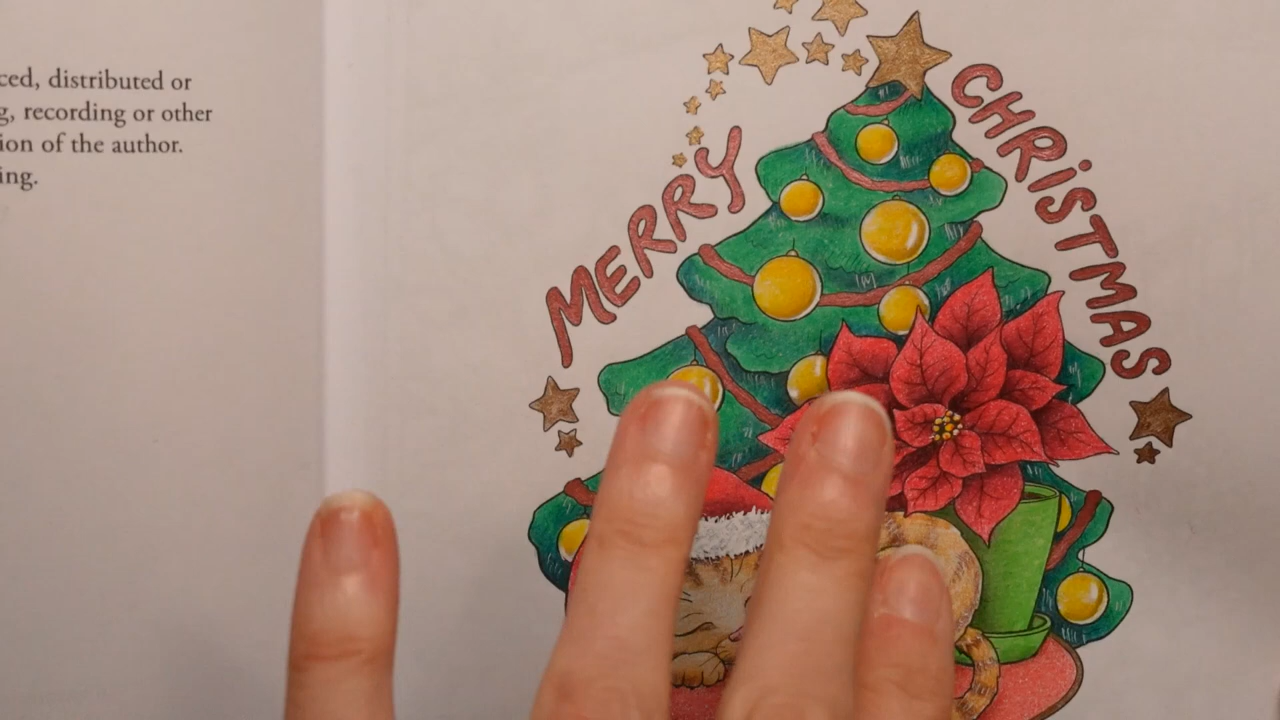 ced, distributed or
g, recording or other
ion of the author.
ing.
MERRY
CHRiSTMAS